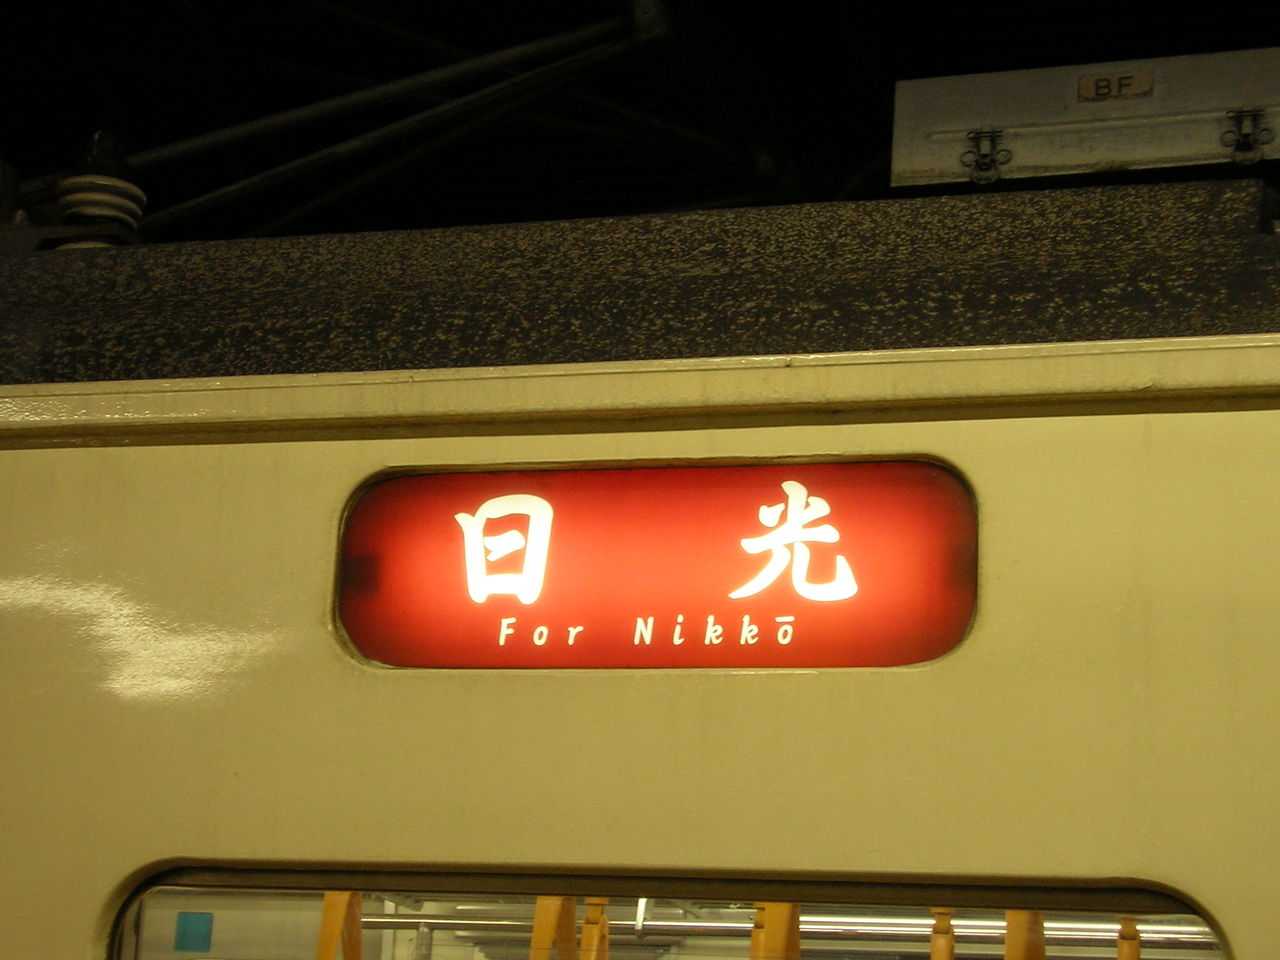 BF
日光
For Nikkō